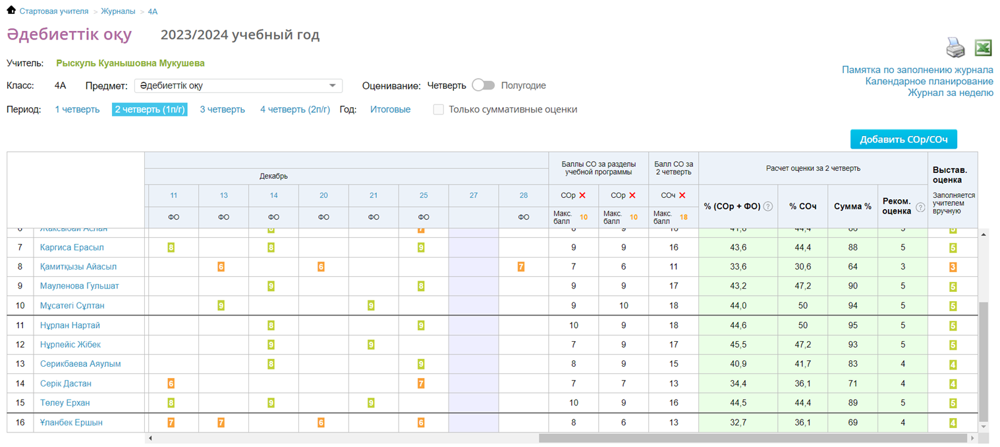 Стартовая учителя > Журналы > 4А
Әдебиеттік оқу 2023/2024 учебный год
Учитель: Рыскуль Куанышовна Мукушева
Памятка по заполнению журнала
Календарное планирование
Журнал за неделю
Класс: 4А Предмет: Әдебиеттік оқу Оценивание: Четверть Полугодие
Период: 1 четверть 2 четверть (1п/г) 3 четверть 4 четверть (2п/г) Год: Итоговые Только суммативные оценки
Добавить СОр/СОч
Декабрь
Баллы СО за разделы учебной программы
Балл СО за 2 четверть
Расчет оценки за 2 четверть
Выстав. оценка
Заполняется учителем вручную
11 13 14 20 21 25 27 28 СОр СОр СОч
% (СОр + ФО) ? % СОч Сумма % Реком. оценка ?
ФО ФО ФО ФО ФО ФО ФО Макс. балл 10 Макс. балл 10 Макс. балл 18
Жаксыбай Аслан
7 Каргиса Ерасыл 8 8 9 9 9 16 43,6 44,4 88 5 5
8 Қамитқызы Айасыл 6 6 7 7 6 11 33,6 30,6 64 3 3
9 Мауленова Гульшат 9 8 9 9 17 43,2 47,2 90 5 5
10 Мұсатегі Сұлтан 9 9 9 10 18 44,0 50 94 5 5
11 Нұрлан Нартай 8 9 10 9 18 44,6 50 95 5 5
12 Нұрпейіс Жібек 9 9 7 9 17 45,5 47,2 93 5 5
13 Серикбаева Аяулым 8 9 8 9 15 40,9 41,7 83 4 4
14 Серік Дастан 6 7 7 7 13 34,4 36,1 71 4 4
15 Төлеу Ерхан 8 9 9 10 9 16 44,5 44,4 89 5 5
16 Ұланбек Ершын 7 7 6 6 8 6 13 32,7 36,1 69 4 4